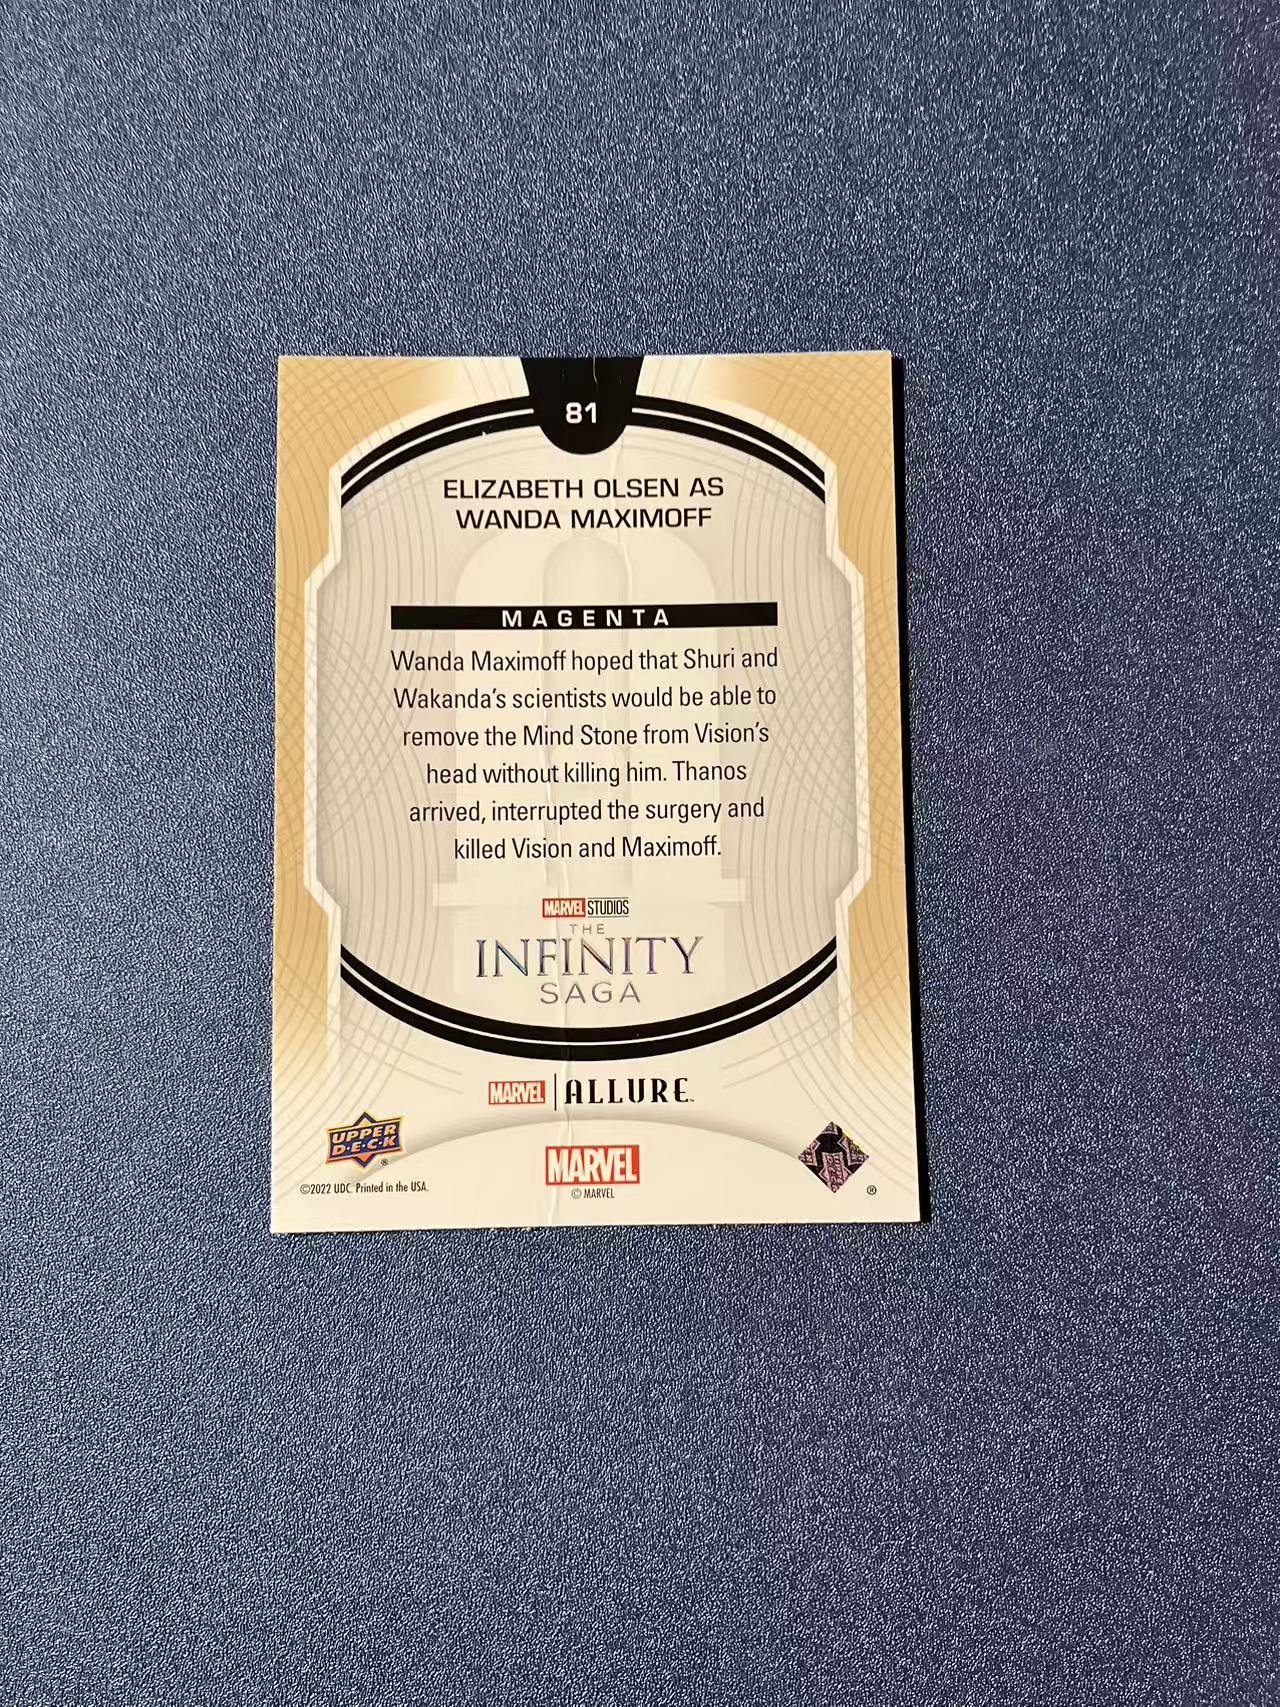 81
ELIZABETH OLSEN AS
WANDA MAXIMOFF
MAGENTA
Wanda Maximoff hoped that Shuri and
Wakanda's scientists would be able to
remove the Mind Stone from Vision's
head without killing him. Thanos
arrived, interrupted the surgery and
killed Vision and Maximoff.
MARVEL STUDIOS
THE
INFINITY
SAGA
MARVEL | ALLURE™
UPPER
D·E·C·K
®
MARVEL
©2022 UDC. Printed in the USA.
© MARVEL
®